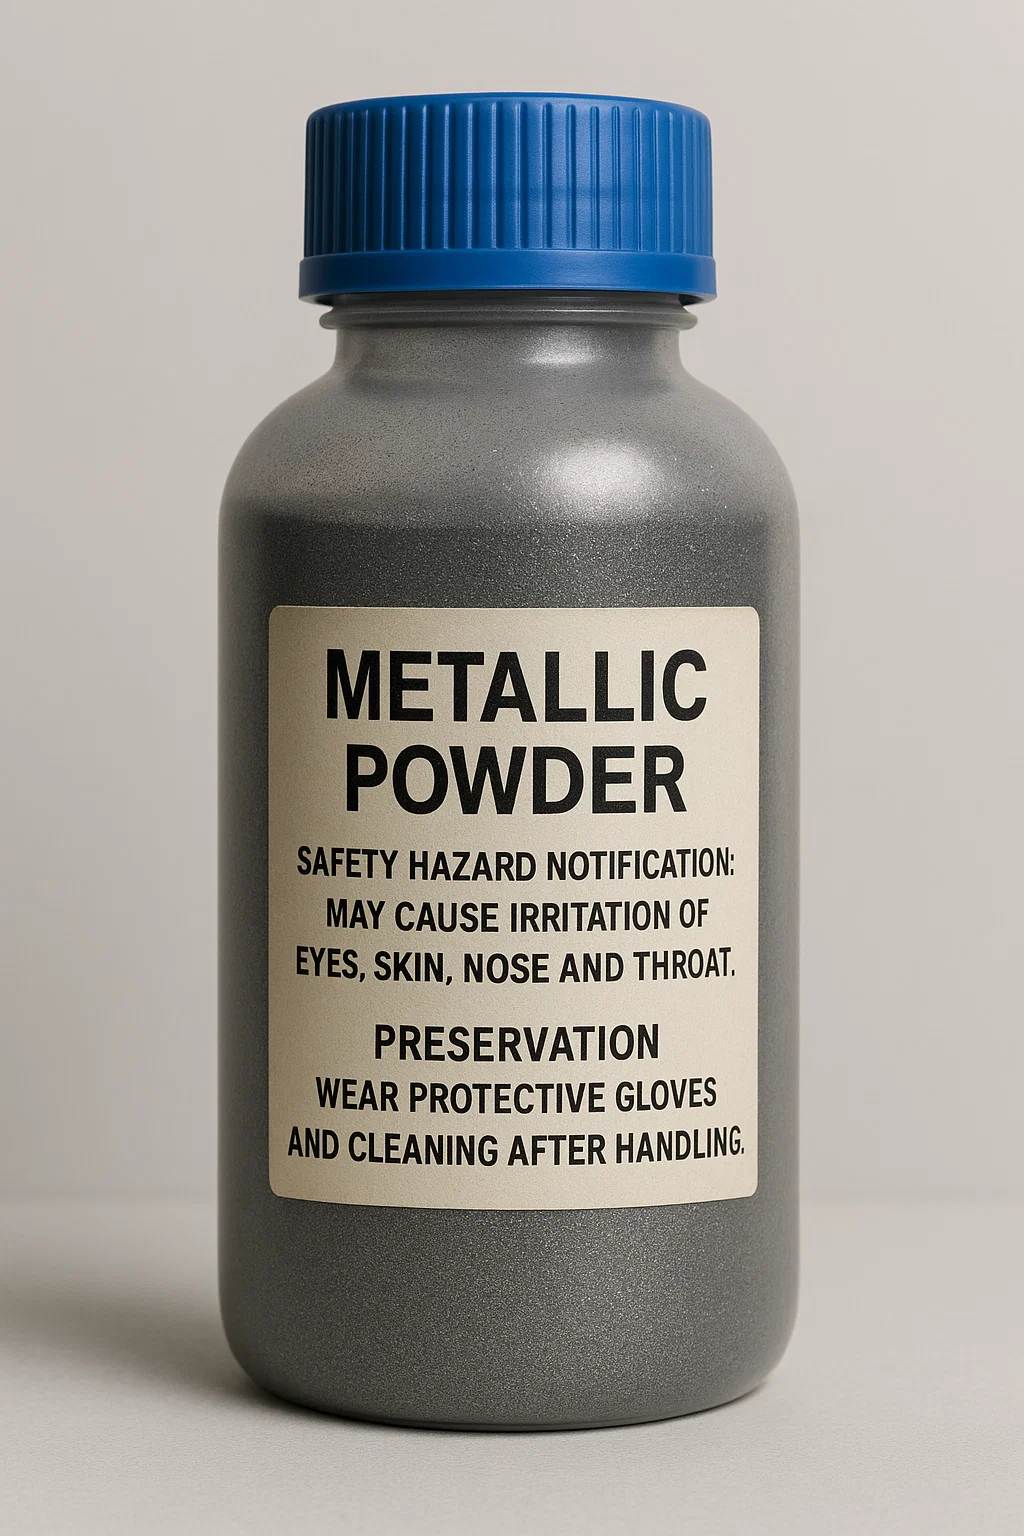 METALLIC
POWDER
SAFETY HAZARD NOTIFICATION:
MAY CAUSE IRRITATION OF
EYES, SKIN, NOSE AND THROAT.
PRESERVATION
WEAR PROTECTIVE GLOVES
AND CLEANING AFTER HANDLING.